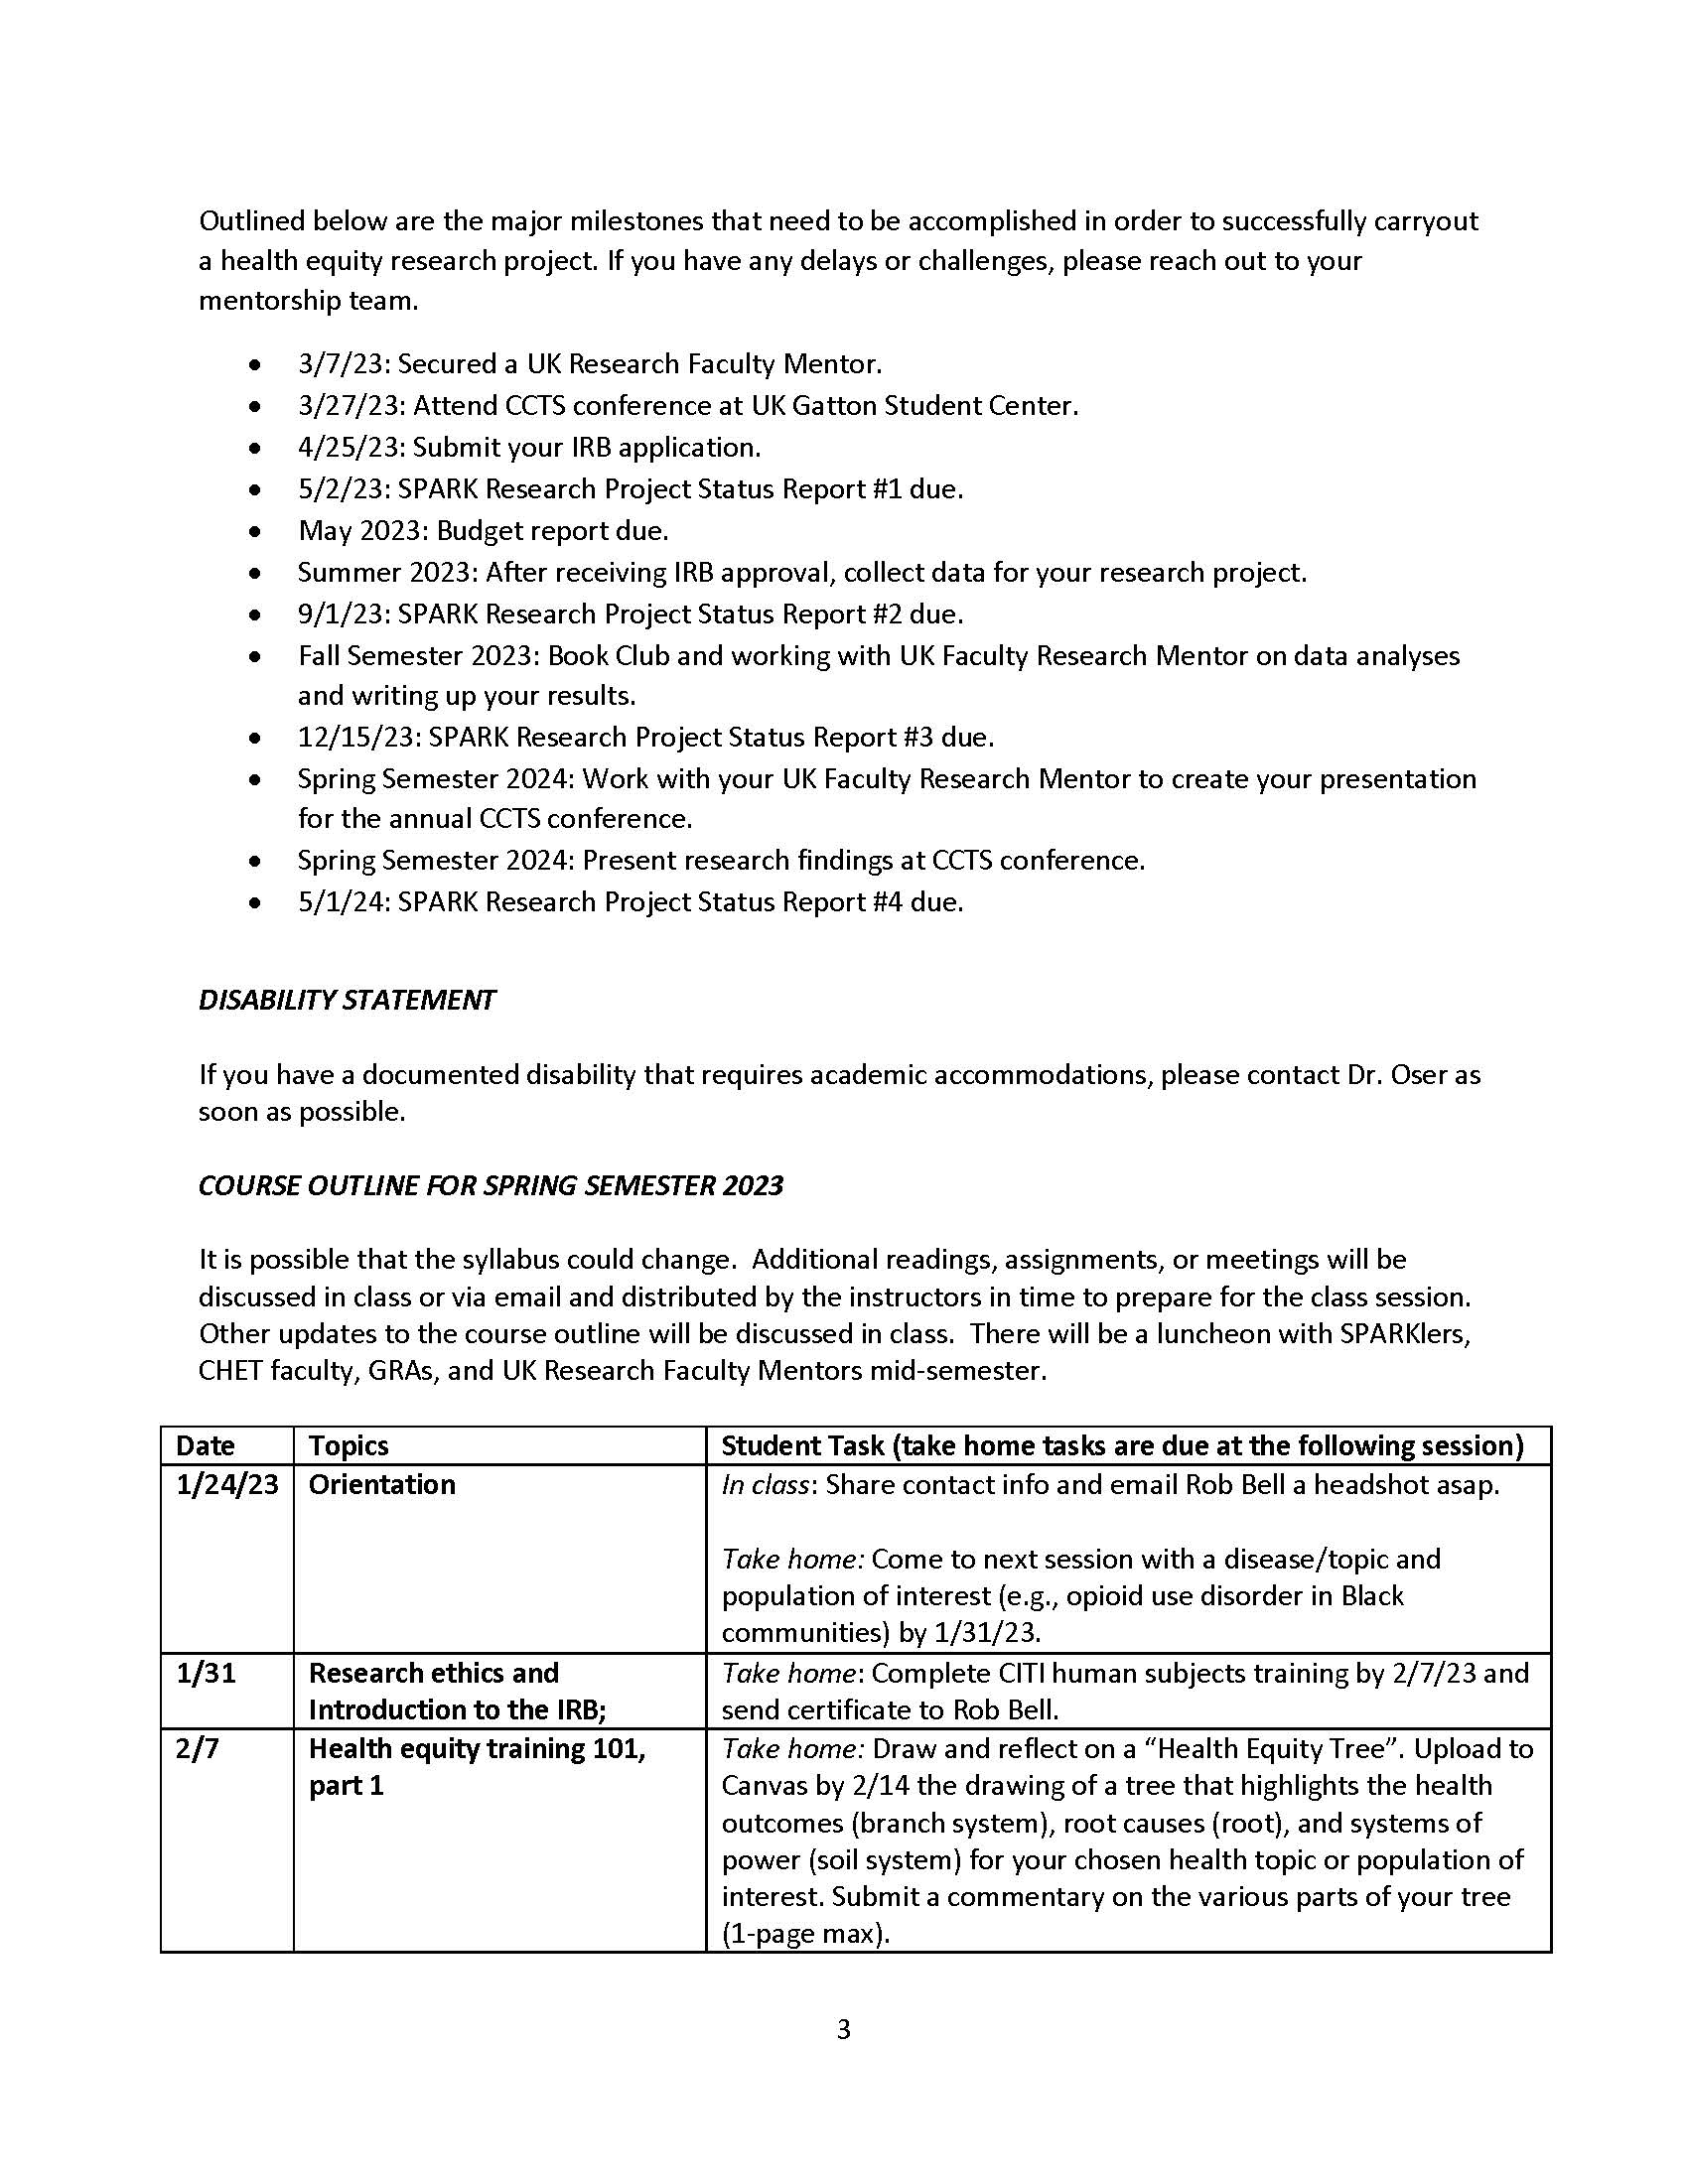 Outlined below are the major milestones that need to be accomplished in order to successfully carryout
a health equity research project. If you have any delays or challenges, please reach out to your
mentorship team.
• 3/7/23: Secured a UK Research Faculty Mentor.
• 3/27/23: Attend CCTS conference at UK Gatton Student Center.
• 4/25/23: Submit your IRB application.
• 5/2/23: SPARK Research Project Status Report #1 due.
• May 2023: Budget report due.
• Summer 2023: After receiving IRB approval, collect data for your research project.
• 9/1/23: SPARK Research Project Status Report #2 due.
• Fall Semester 2023: Book Club and working with UK Faculty Research Mentor on data analyses
and writing up your results.
• 12/15/23: SPARK Research Project Status Report #3 due.
• Spring Semester 2024: Work with your UK Faculty Research Mentor to create your presentation
for the annual CCTS conference.
• Spring Semester 2024: Present research findings at CCTS conference.
• 5/1/24: SPARK Research Project Status Report #4 due.
DISABILITY STATEMENT
If you have a documented disability that requires academic accommodations, please contact Dr. Oser as
soon as possible.
COURSE OUTLINE FOR SPRING SEMESTER 2023
It is possible that the syllabus could change.  Additional readings, assignments, or meetings will be
discussed in class or via email and distributed by the instructors in time to prepare for the class session.
Other updates to the course outline will be discussed in class.  There will be a luncheon with SPARKlers,
CHET faculty, GRAs, and UK Research Faculty Mentors mid-semester.
Date
Topics
Student Task (take home tasks are due at the following session)
1/24/23
Orientation
In class: Share contact info and email Rob Bell a headshot asap.
Take home: Come to next session with a disease/topic and
population of interest (e.g., opioid use disorder in Black
communities) by 1/31/23.
1/31
Research ethics and
Introduction to the IRB;
Take home: Complete CITI human subjects training by 2/7/23 and
send certificate to Rob Bell.
2/7
Health equity training 101,
part 1
Take home: Draw and reflect on a “Health Equity Tree”. Upload to
Canvas by 2/14 the drawing of a tree that highlights the health
outcomes (branch system), root causes (root), and systems of
power (soil system) for your chosen health topic or population of
interest. Submit a commentary on the various parts of your tree
(1-page max).
3